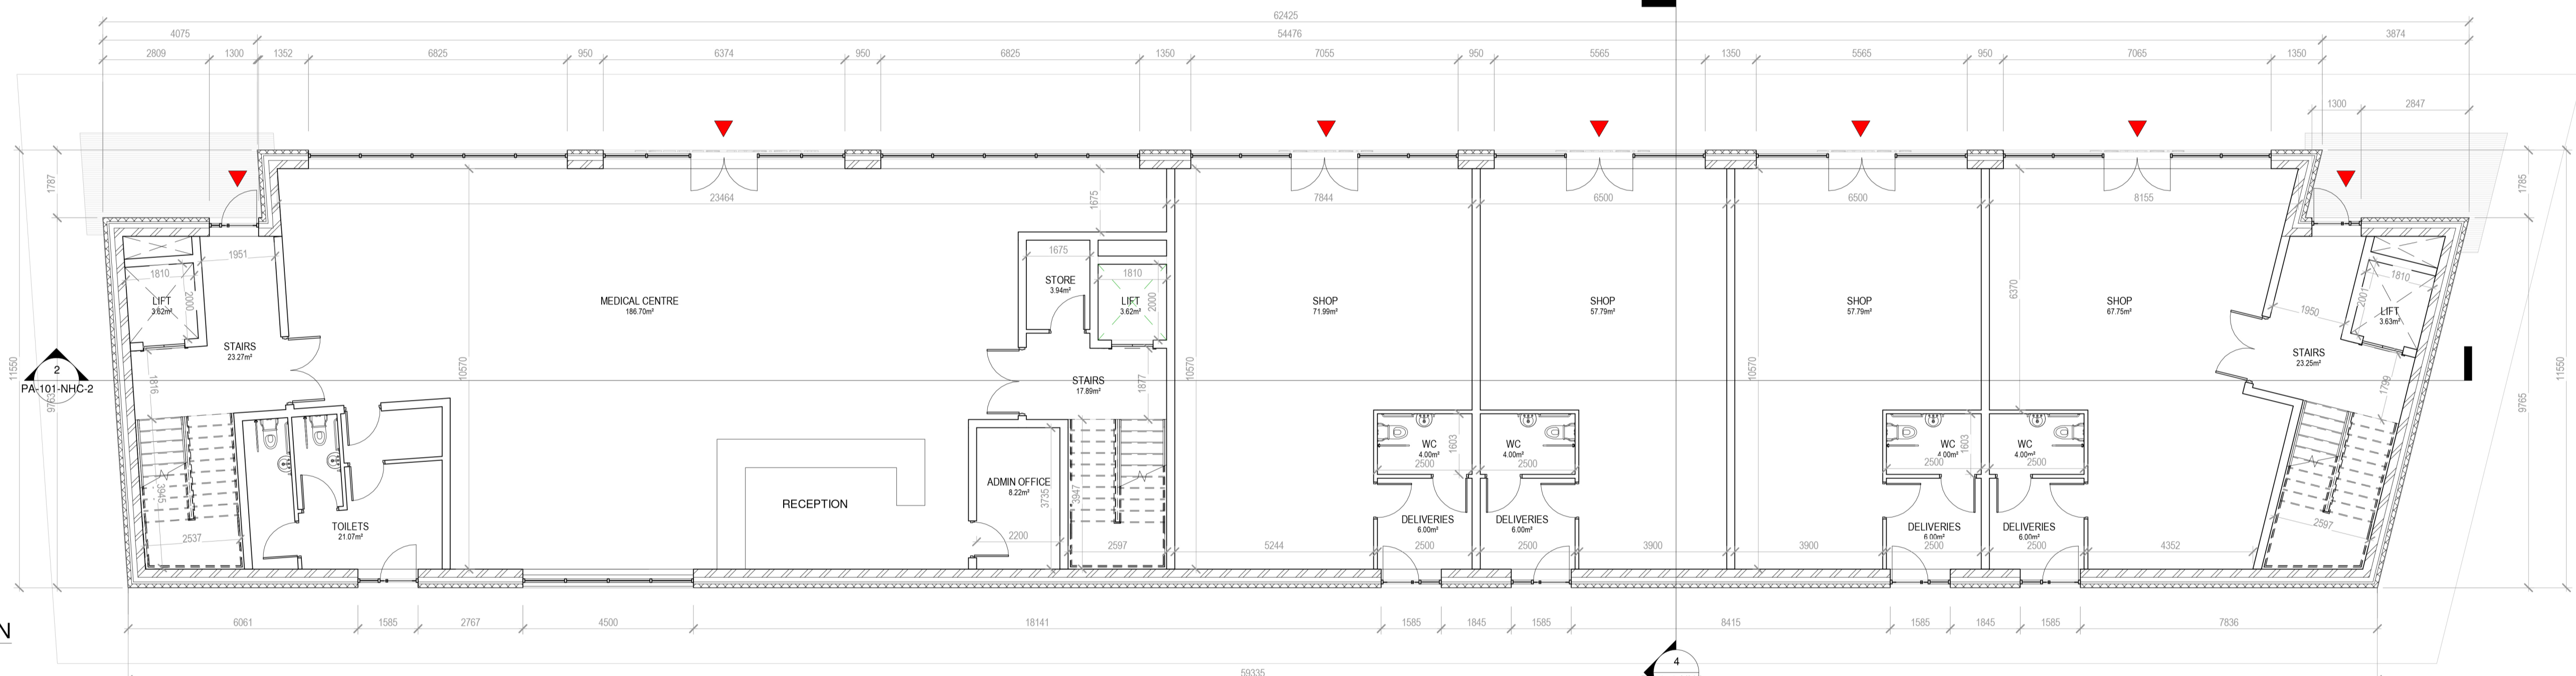 62425
4075
54476
3874
2809
1300
1352
6825
950
6374
950
6825
1350
7055
950
5565
1350
5565
950
7065
1350
1300
2847
1787
1785
23464
1675
7844
6500
6500
8155
1951
1810
2000
LIFT
3.62m²
STAIRS
23.27m²
1816
MEDICAL CENTRE
186.70m²
10570
1675
STORE
3.94m²
1810
2000
LIFT
3.62m²
STAIRS
17.89m²
1877
10570
SHOP
71.99m²
SHOP
57.79m²
10570
SHOP
57.79m²
6370
SHOP
67.75m²
1950
1810
2001
LIFT
3.63m²
STAIRS
23.25m²
1799
11550
2
PA-101-NHC-2
9763
11550
9765
3945
2537
TOILETS
21.07m²
RECEPTION
ADMIN OFFICE
8.22m²
3735
2200
3947
2597
WC
4.00m²
1603
2500
WC
4.00m²
2500
WC
4.00m²
1603
2500
WC
4.00m²
2500
DELIVERIES
6.00m²
DELIVERIES
6.00m²
DELIVERIES
6.00m²
DELIVERIES
6.00m²
5244
2500
2500
3900
3900
2500
2500
4352
2597
6061
1585
2767
4500
18141
1585
1845
1585
8415
1585
1845
1585
7836
N
4
59335